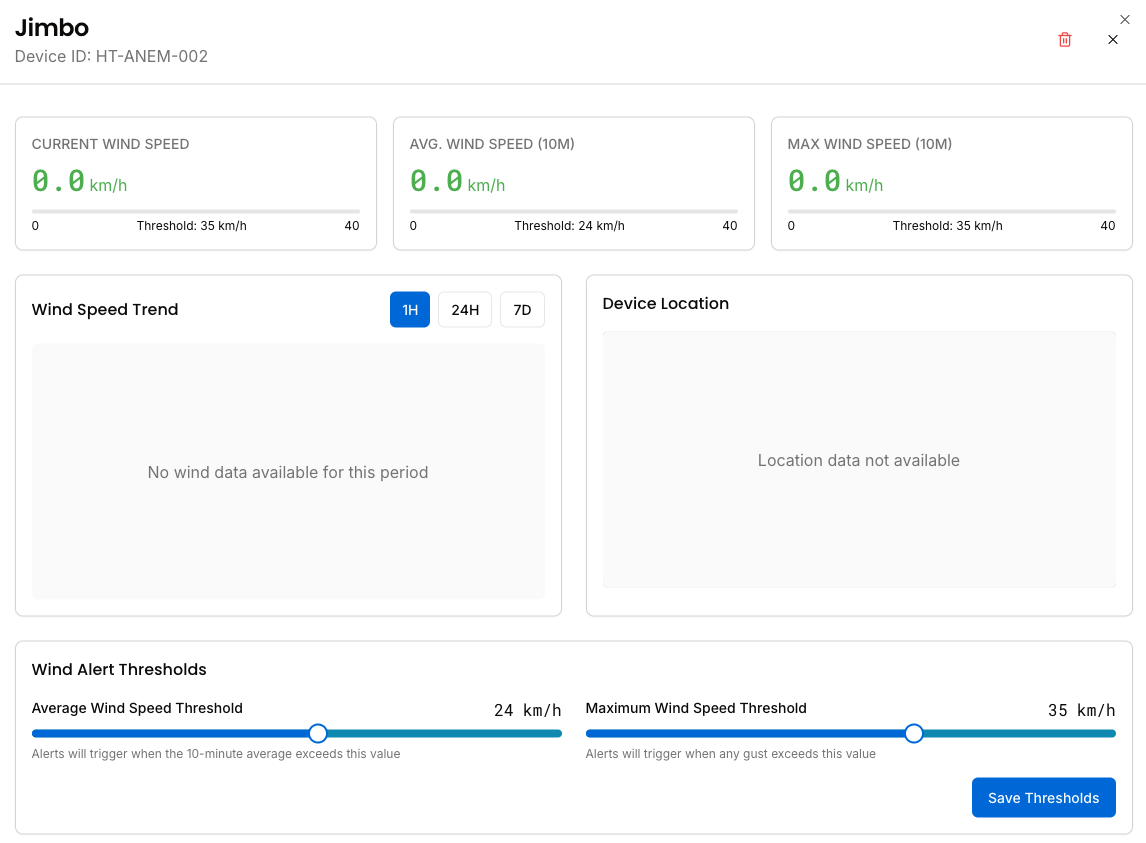 Jimbo
Device ID: HT-ANEM-002
CURRENT WIND SPEED
0.0 km/h
0 Threshold: 35 km/h 40
AVG. WIND SPEED (10M)
0.0 km/h
0 Threshold: 24 km/h 40
MAX WIND SPEED (10M)
0.0 km/h
0 Threshold: 35 km/h 40
Wind Speed Trend
1H 24H 7D
No wind data available for this period
Device Location
Location data not available
Wind Alert Thresholds
Average Wind Speed Threshold 24 km/h
Alerts will trigger when the 10-minute average exceeds this value
Maximum Wind Speed Threshold 35 km/h
Alerts will trigger when any gust exceeds this value
Save Thresholds